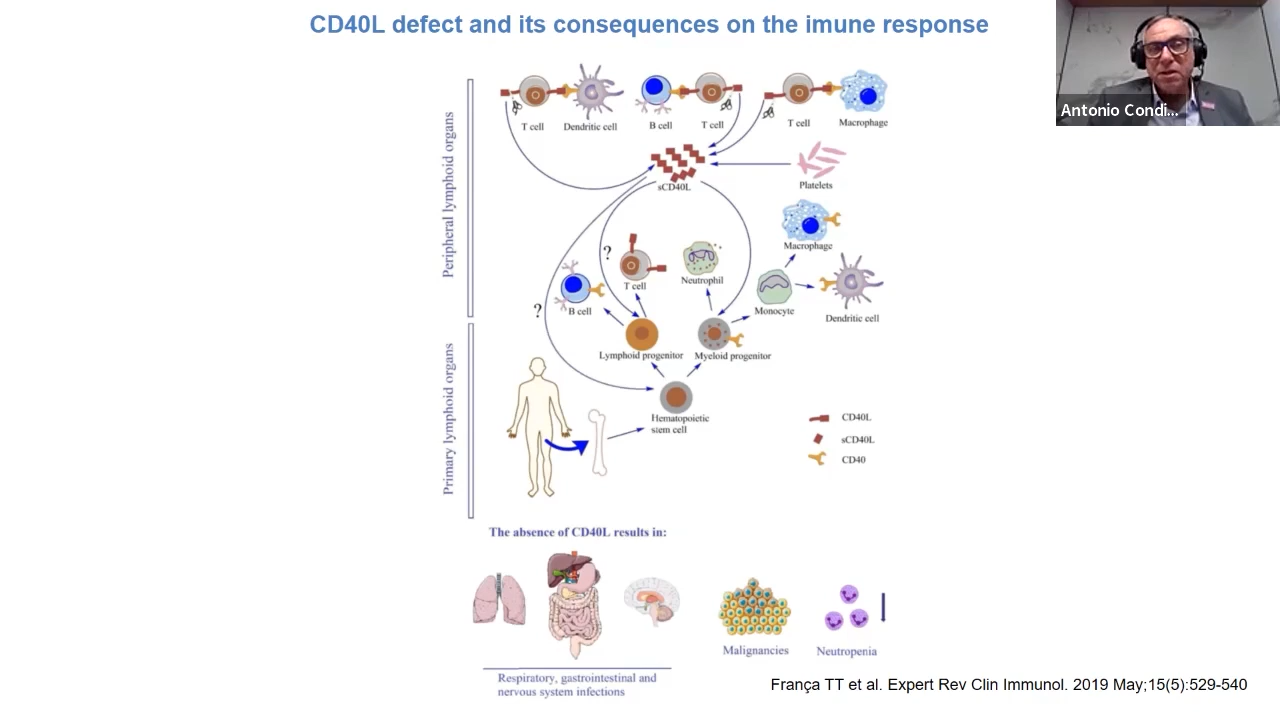 CD40L defect and its consequences on the imune response
Antonio Condi...
Peripheral lymphoid organs
T cell
Dendritic cell
B cell
T cell
T cell
Macrophage
sCD40L
Platelets
Macrophage
?
T cell
Neutrophil
?
B cell
Monocyte
Dendritic cell
Lymphoid progenitor
Myeloid progenitor
Primary lymphoid organs
Hematopoietic
stem cell
CD40L
sCD40L
CD40
The absence of CD40L results in:
Malignancies
Neutropenia
Respiratory, gastrointestinal and
nervous system infections
França TT et al. Expert Rev Clin Immunol. 2019 May;15(5):529-540